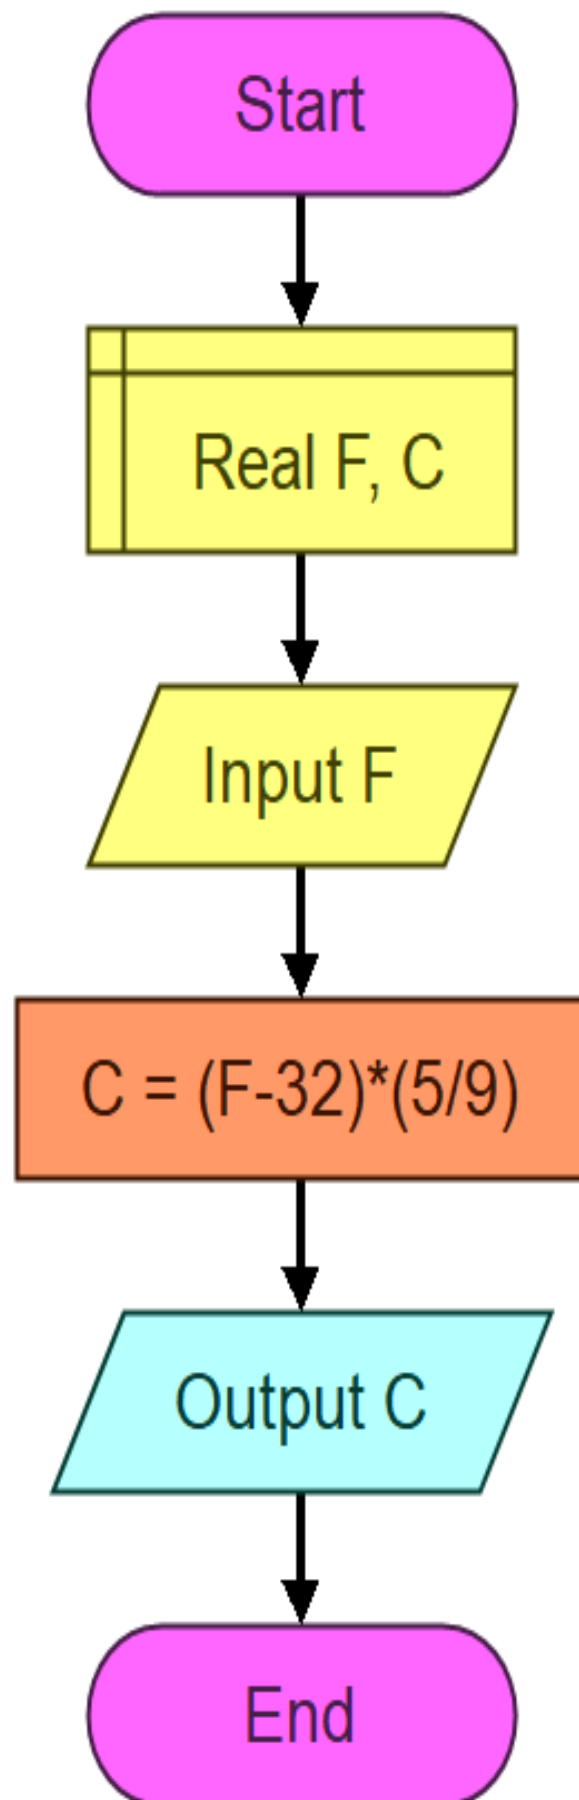 Start
Real F, C
Input F
C = (F-32)*(5/9)
Output C
End